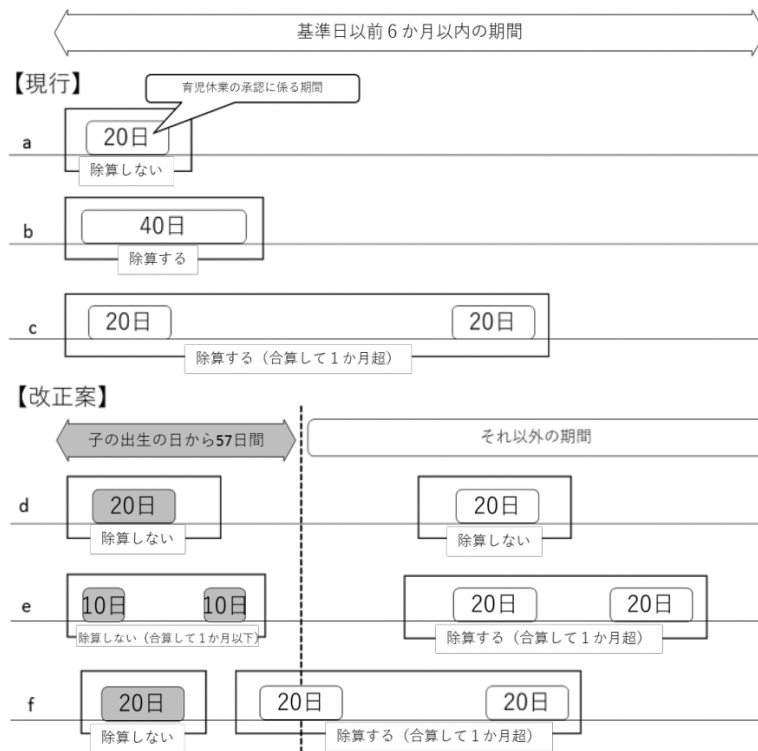 基準日以前６か月以内の期間
【現行】
育児休業の承認に係る期間
a
20日
除算しない
b
40日
除算する
c
20日
20日
除算する（合算して１か月超）
【改正案】
子の出生の日から57日間
それ以外の期間
d
20日
20日
除算しない
除算しない
e
10日
10日
20日
20日
除算しない（合算して１か月以下）
除算する（合算して１か月超）
f
20日
20日
20日
除算しない
除算する（合算して１か月超）